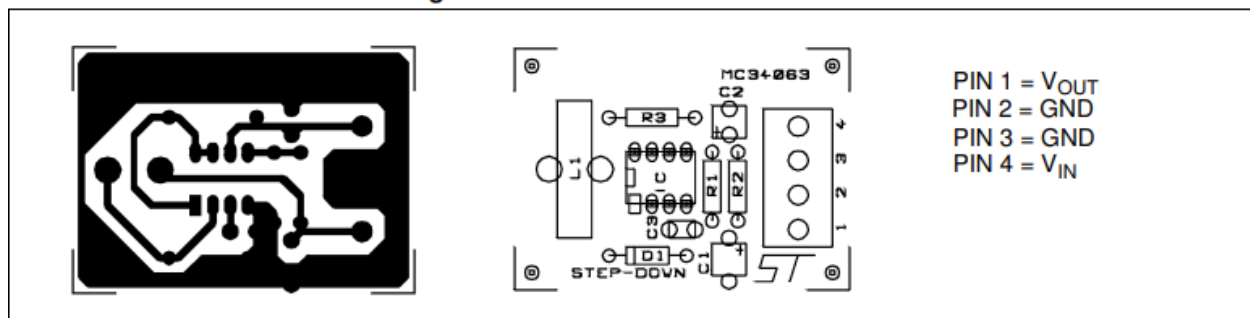 g
MC34063
C2
R3
4
3
L1
IC
R1
R2
2
C3
1
D1
C1
STEP-DOWN
ST
PIN 1 = VOUT
PIN 2 = GND
PIN 3 = GND
PIN 4 = VIN